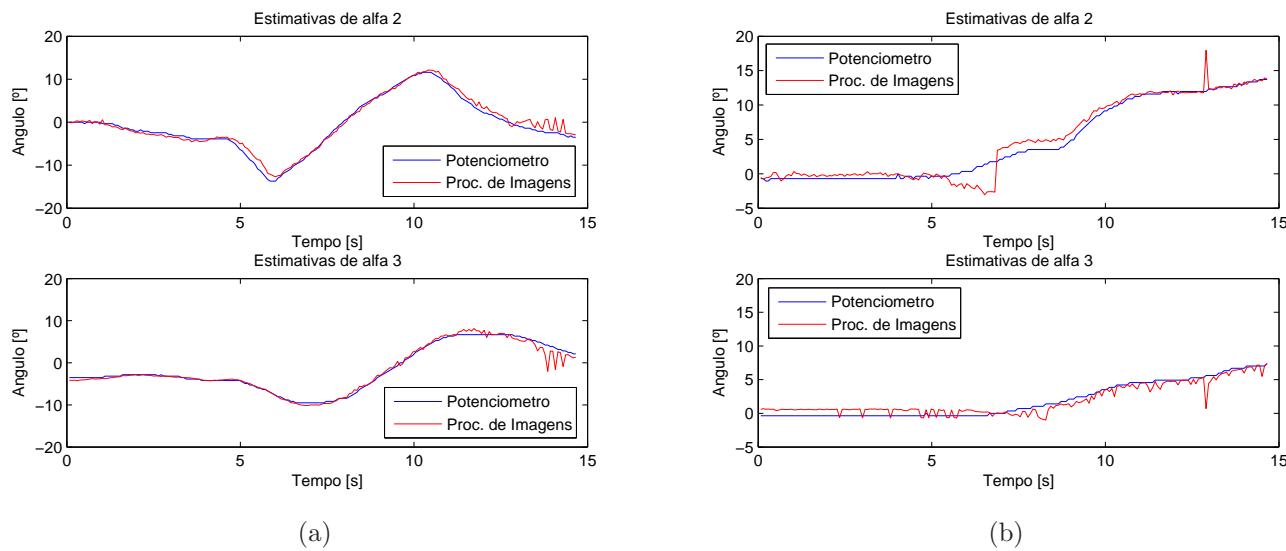 Estimativas de alfa 2
20
10
0
−10
−20
Angulo [º]
Potenciometro
Proc. de Imagens
0
5
10
15
Tempo [s]
Estimativas de alfa 3
20
10
0
−10
−20
Angulo [º]
Potenciometro
Proc. de Imagens
0
5
10
15
Tempo [s]
(a)
Estimativas de alfa 2
20
15
10
5
0
−5
Angulo [º]
Potenciometro
Proc. de Imagens
0
5
10
15
Tempo [s]
Estimativas de alfa 3
20
15
10
5
0
−5
Angulo [º]
Potenciometro
Proc. de Imagens
0
5
10
15
Tempo [s]
(b)